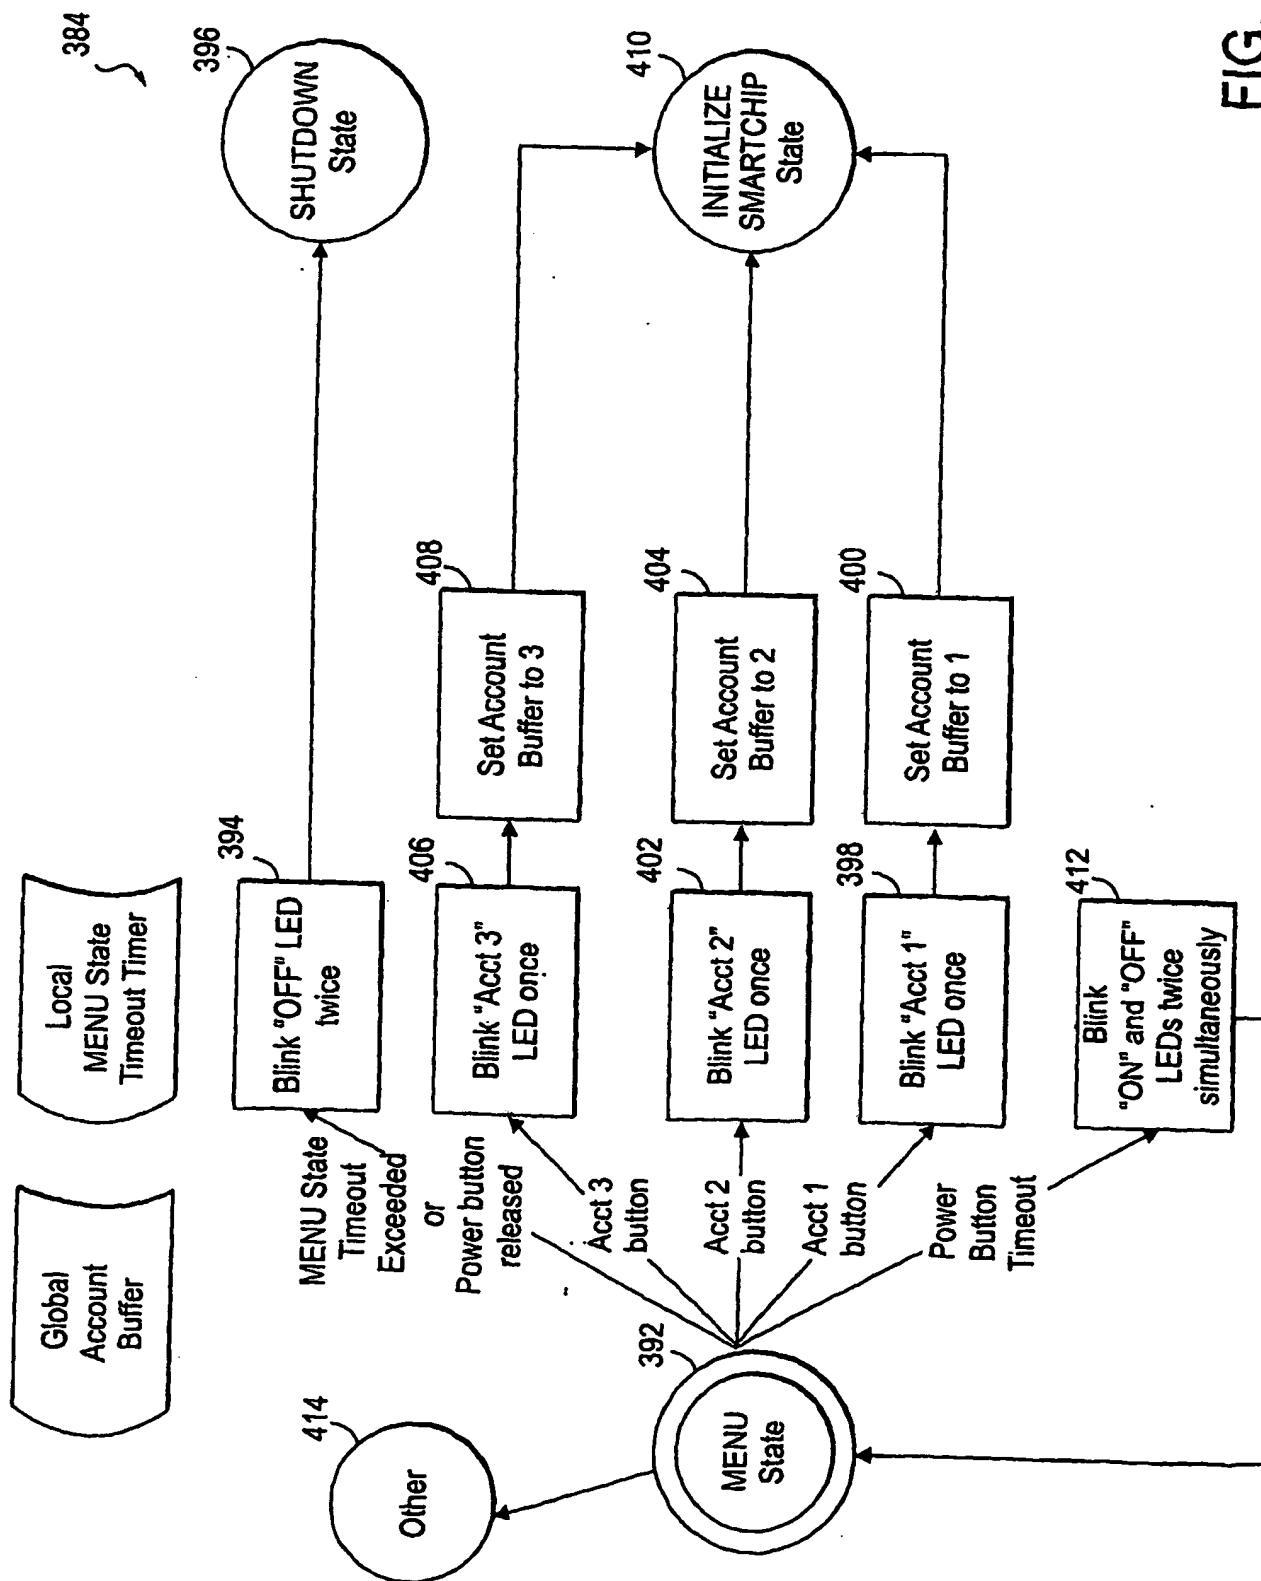 384
Global
Account
Buffer
Local
MENU State
Timeout Timer
414
Other
392
MENU
State
MENU State
Timeout
Exceeded
or
Power button
released
394
Blink "OFF" LED
twice
396
SHUTDOWN
State
Acct 3
button
406
Blink "Acct 3"
LED once
408
Set Account
Buffer to 3
Acct 2
button
402
Blink "Acct 2"
LED once
404
Set Account
Buffer to 2
410
INITIALIZE
SMARTCHIP
State
Acct 1
button
398
Blink "Acct 1"
LED once
400
Set Account
Buffer to 1
Power
Button
Timeout
412
Blink
"ON" and "OFF"
LEDs twice
simultaneously
FIG.